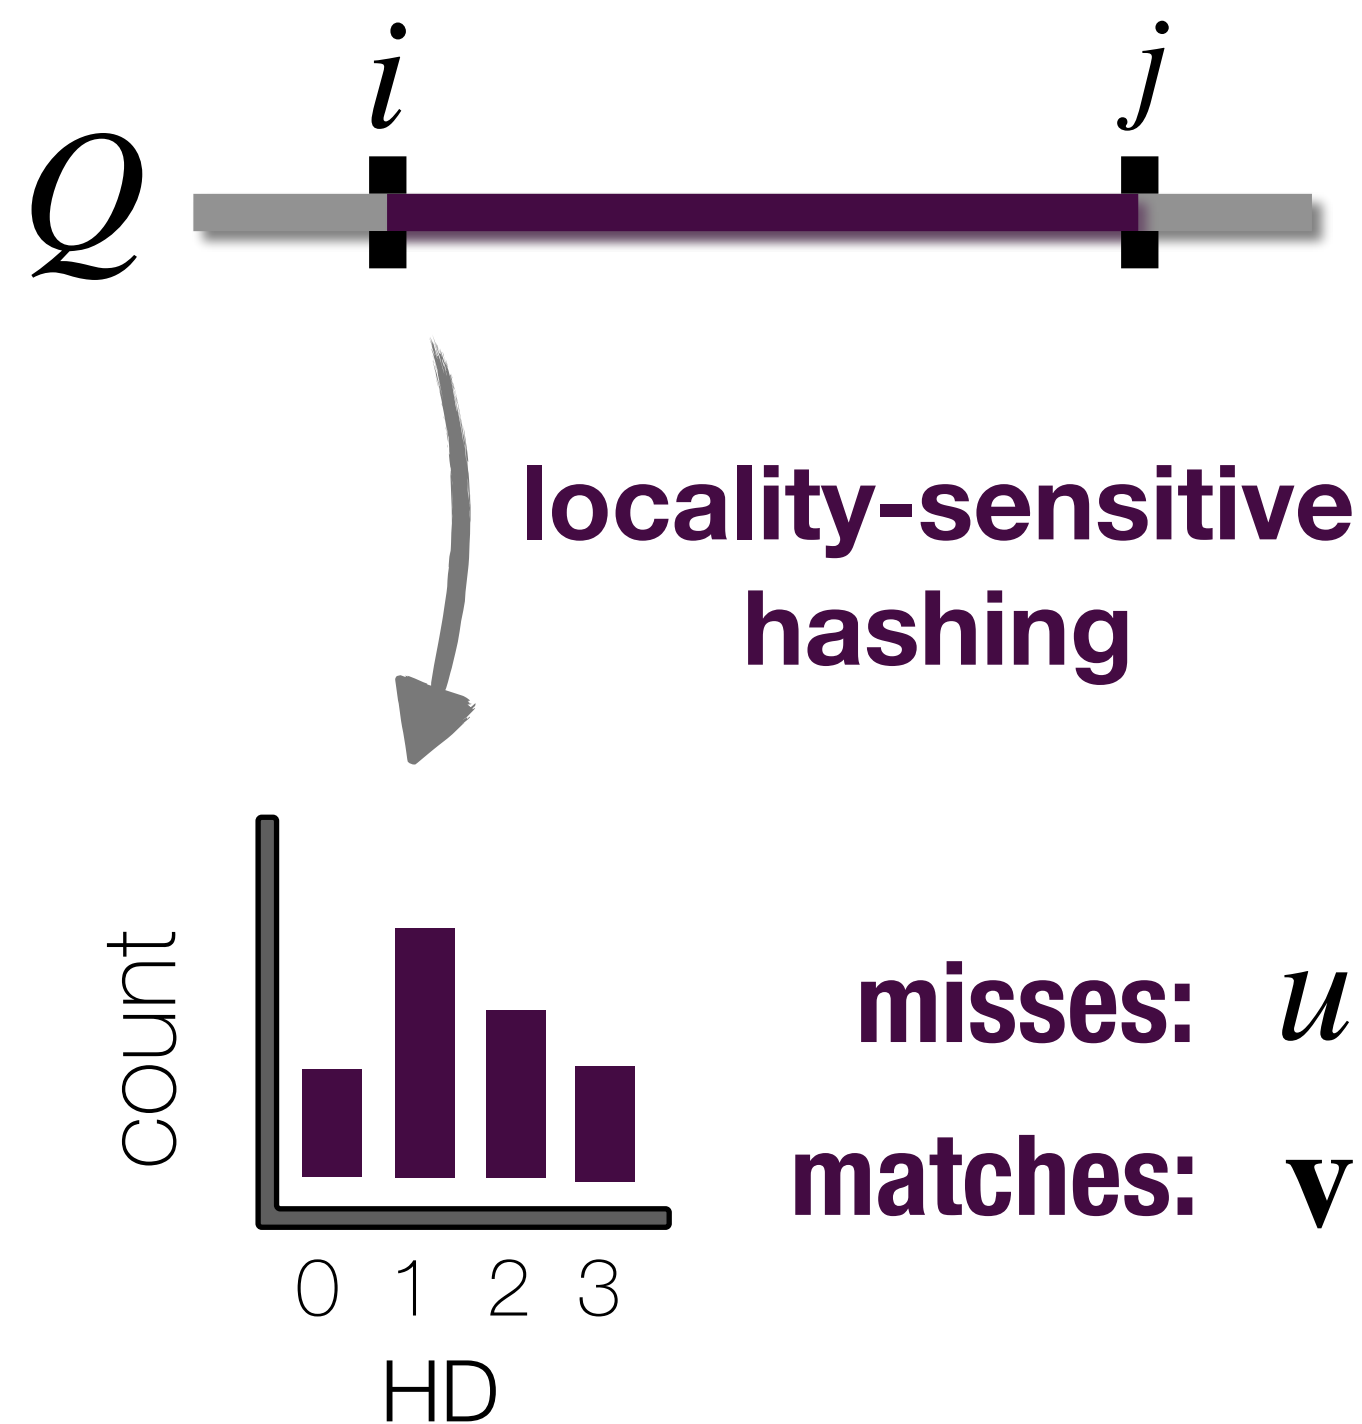 i
j
Q
locality-sensitive
hashing
count
misses: u
matches: v
0 1 2 3
HD